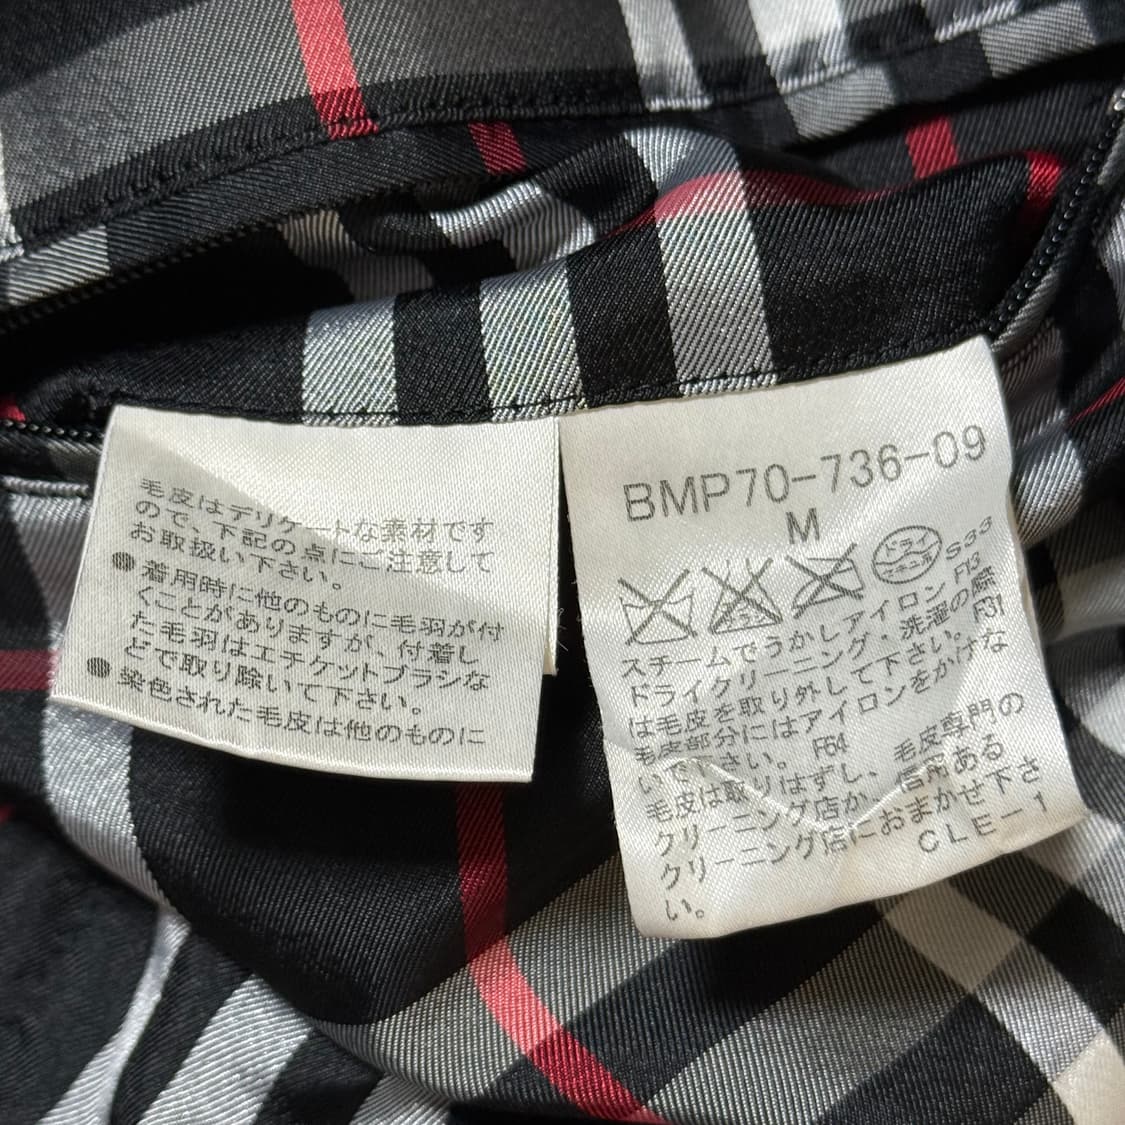 毛皮はデリケートな素材です
ので、下記の点にご注意して
お取扱い下さい。
●着用時に他のものに毛羽が付
くことがありますが、付着し
た毛羽はエチケットブラシな
どで取り除いて下さい。
●染色された毛皮は他のものに
BMP70-736-09
M
ドライ
S33
スチームでうかしアイロン F13
ドライクリーニング・洗濯の際
は毛皮を取り外して下さい。F31
毛皮部分にはアイロンをかけな
いで下さい。F64
毛皮は取りはずし、毛皮専門の
クリーニング店か、信用ある
クリーニング店におまかせ下さ
い。
CLE-1